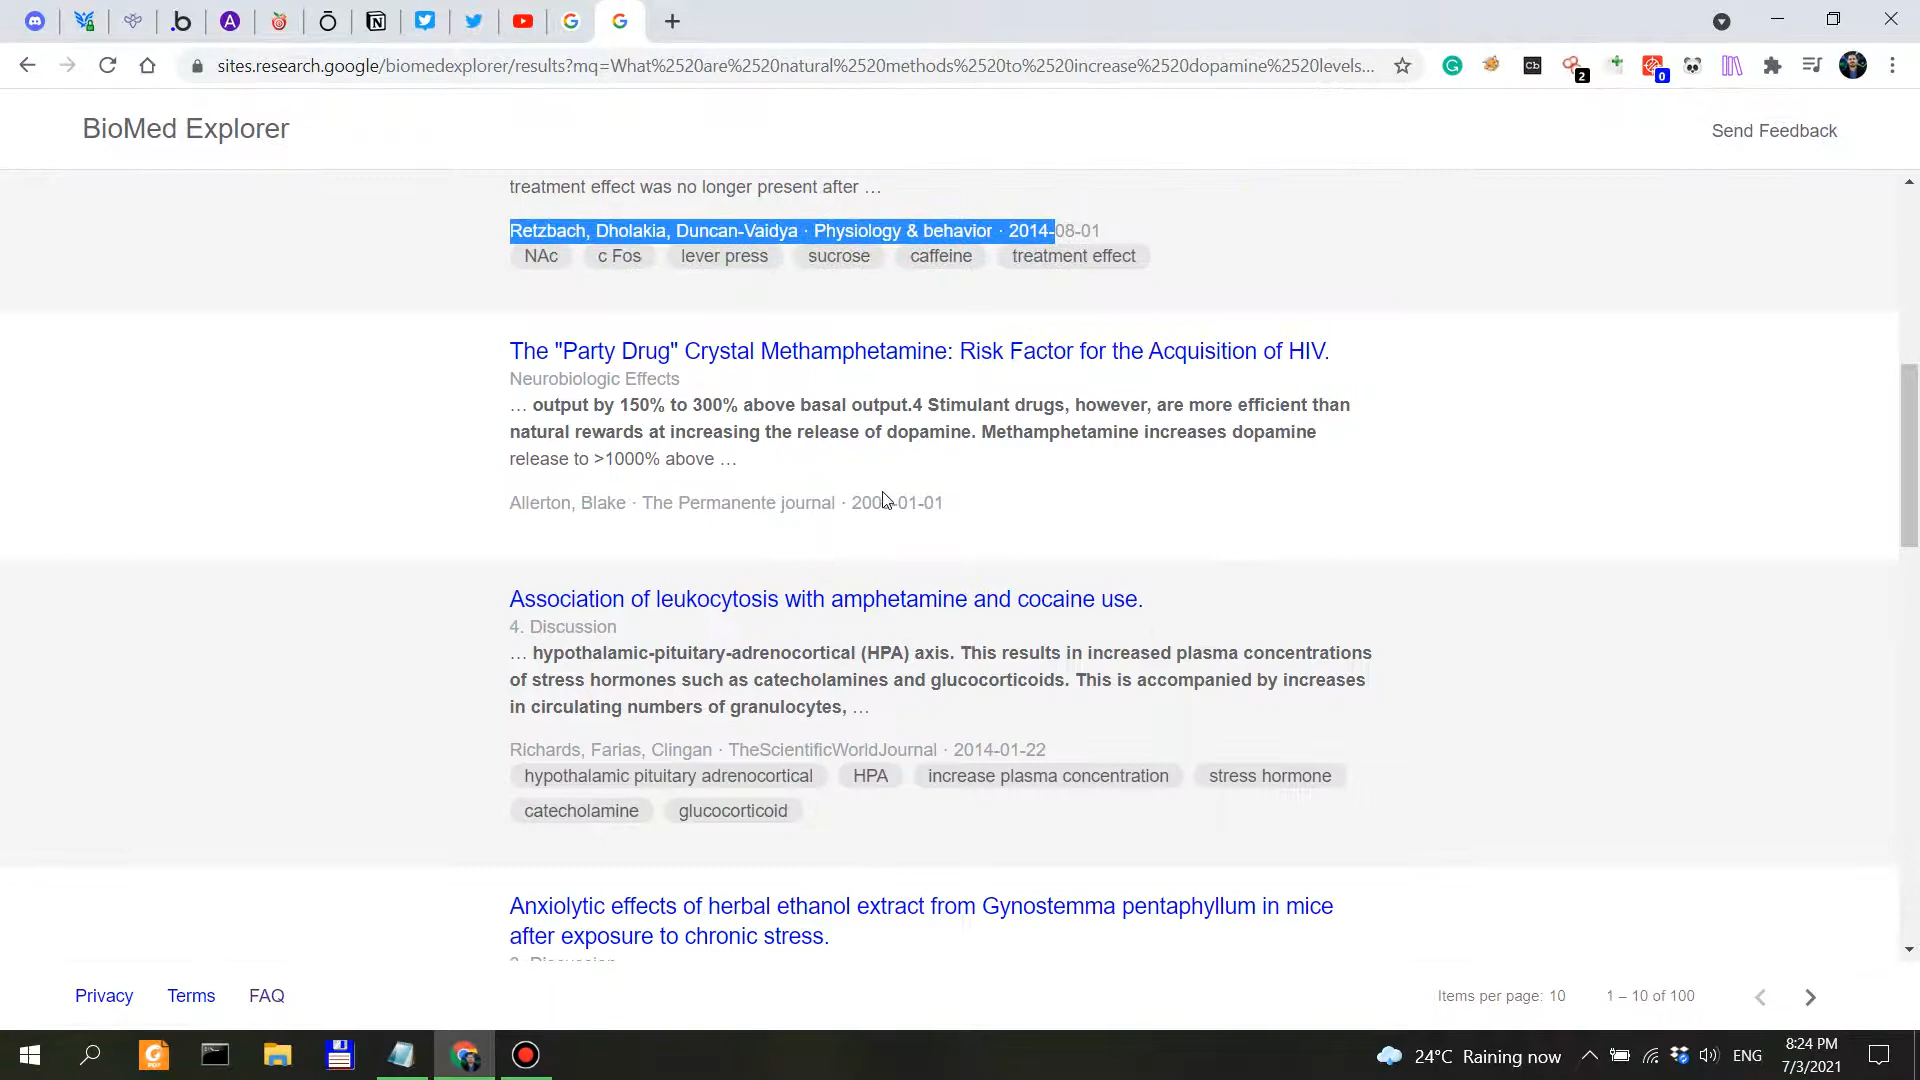 sites.research.google/biomedexplorer/results?mq=What%2520are%2520natural%2520methods%2520to%2520increase%2520dopamine%2520levels...
2
0
BioMed Explorer
Send Feedback
treatment effect was no longer present after …
Retzbach, Dholakia, Duncan-Vaidya · Physiology & behavior · 2014-08-01
NAc c Fos lever press sucrose caffeine treatment effect
The "Party Drug" Crystal Methamphetamine: Risk Factor for the Acquisition of HIV.
Neurobiologic Effects
… output by 150% to 300% above basal output.4 Stimulant drugs, however, are more efficient than
natural rewards at increasing the release of dopamine. Methamphetamine increases dopamine
release to >1000% above …
Allerton, Blake · The Permanente journal · 200 -01-01
Association of leukocytosis with amphetamine and cocaine use.
4. Discussion
… hypothalamic-pituitary-adrenocortical (HPA) axis. This results in increased plasma concentrations
of stress hormones such as catecholamines and glucocorticoids. This is accompanied by increases
in circulating numbers of granulocytes, …
Richards, Farias, Clingan · TheScientificWorldJournal · 2014-01-22
hypothalamic pituitary adrenocortical HPA increase plasma concentration stress hormone
catecholamine glucocorticoid
Anxiolytic effects of herbal ethanol extract from Gynostemma pentaphyllum in mice
after exposure to chronic stress.
Privacy Terms FAQ
Items per page: 10 1 – 10 of 100
24°C Raining now
ENG
8:24 PM
7/3/2021